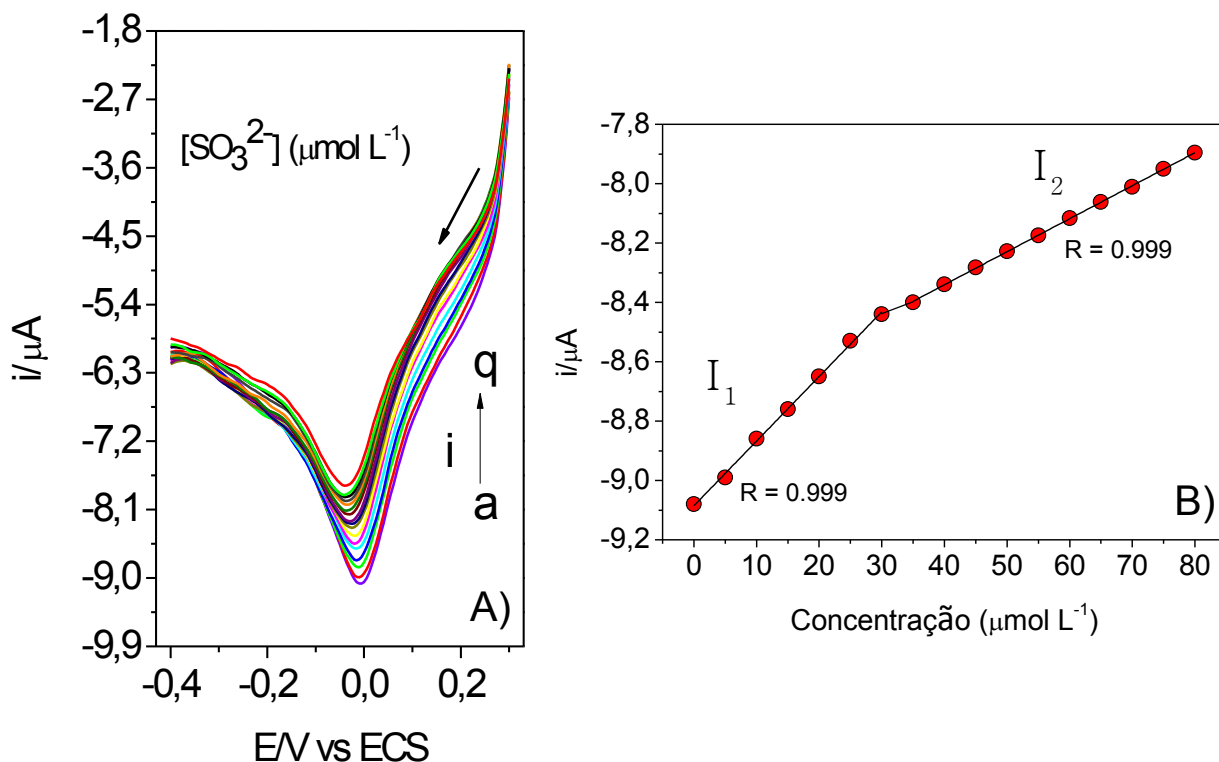 -1,8
-2,7
-3,6
-4,5
-5,4
-6,3
-7,2
-8,1
-9,0
-9,9
i/µA
[SO₃²⁻] (µmol L⁻¹)
q
i
a
A)
-0,4 -0,2 0,0 0,2
E/V vs ECS
-7,8
-8,0
-8,2
-8,4
-8,6
-8,8
-9,0
-9,2
i/µA
I₂
R = 0.999
I₁
R = 0.999
B)
0 10 20 30 40 50 60 70 80
Concentração (µmol L⁻¹)